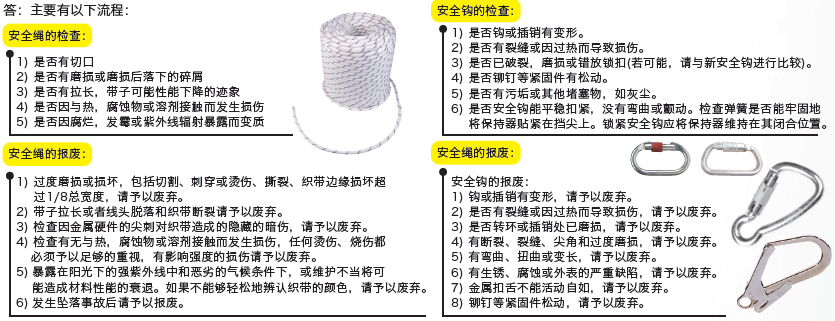 答：主要有以下流程：
安全绳的检查：
1) 是否有切口
2) 是否有磨损或磨损后落下的碎屑
3) 是否有拉长，带子可能性能下降的迹象
4) 是否因与热，腐蚀物或溶剂接触而发生损伤
5) 是否因腐烂，发霉或紫外线辐射暴露而变质
安全绳的报废：
1) 过度磨损或损坏，包括切割、刺穿或烫伤、撕裂、织带边缘损坏超
过1/8总宽度，请予以废弃。
2) 带子拉长或者线头脱落和织带断裂请予以废弃。
3) 检查因金属硬件的尖刺对织带造成的隐藏的暗伤，请予以废弃。
4) 检查有无与热，腐蚀物或溶剂接触而发生损伤，任何烫伤、烧伤都
必须予以足够的重视，有影响强度的损伤请予以废弃。
5) 暴露在阳光下的强紫外线中和恶劣的气候条件下，或维护不当将可
能造成材料性能的衰退。如果不能够轻松地辨认织带的颜色，请予以废弃。
6) 发生坠落事故后请予以报废。
安全钩的检查：
1) 是否钩或插销有变形。
2) 是否有裂缝或因过热而导致损伤。
3) 是否已破裂，磨损或错放锁扣(若可能，请与新安全钩进行比较)。
4) 是否铆钉等紧固件有松动。
5) 是否有污垢或其他堵塞物，如灰尘。
6) 是否安全钩能平稳扣紧，没有弯曲或颤动。检查弹簧是否能牢固地
将保持器贴紧在挡尖上。锁紧安全钩应将保持器维持在其闭合位置。
安全绳的报废：
安全钩的报废：
1) 钩或插销有变形，请予以废弃。
2) 是否有裂缝或因过热而导致损伤，请予以废弃。
3) 是否转环或插销处已磨损，请予以废弃。
4) 有断裂、裂缝、尖角和过度磨损，请予以废弃。
5) 有弯曲、扭曲或变长，请予以废弃。
6) 有生锈、腐蚀或外表的严重缺陷，请予以废弃。
7) 金属扣舌不能活动自如，请予以废弃。
8) 铆钉等紧固件松动，请予以废弃。